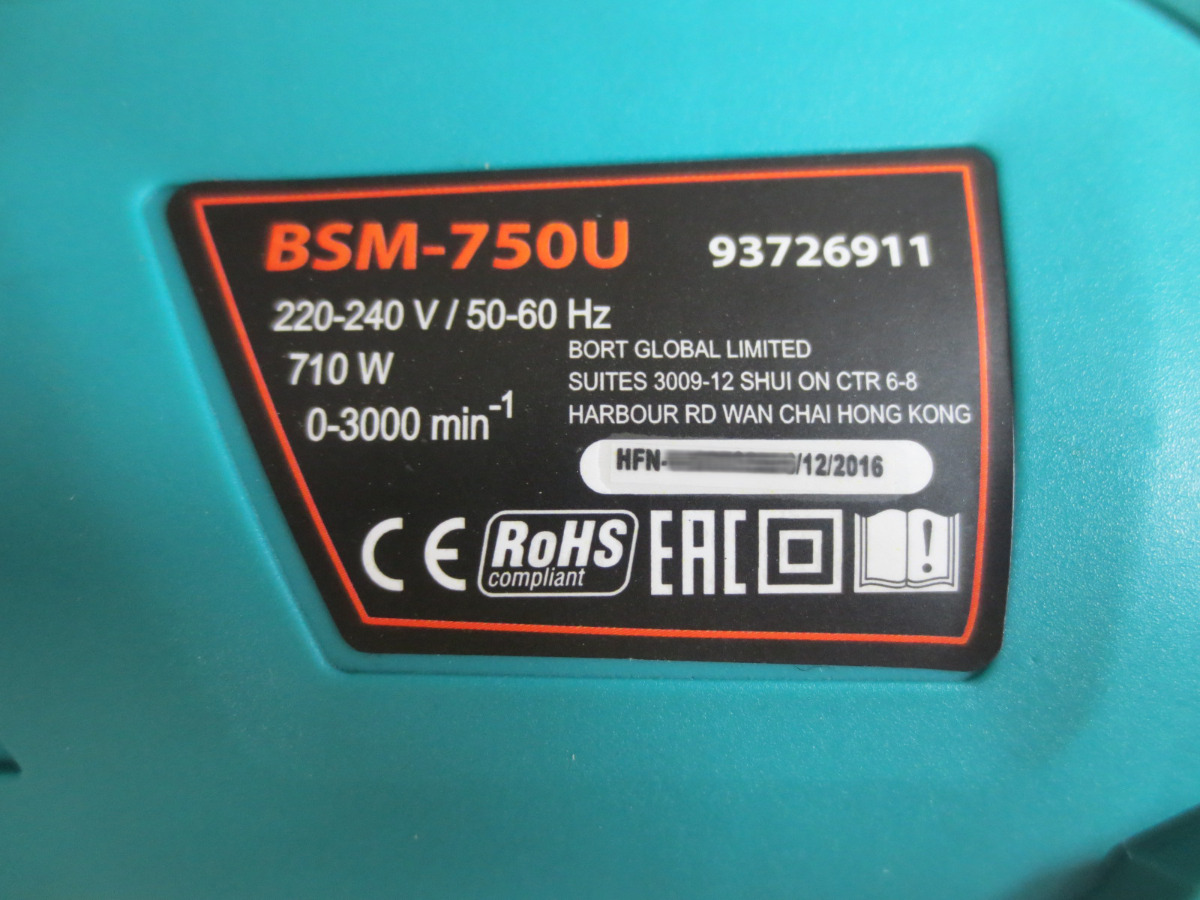 BSM-750U 93726911
220-240 V / 50-60 Hz
710 W
0-3000 min-1
BORT GLOBAL LIMITED
SUITES 3009-12 SHUI ON CTR 6-8
HARBOUR RD WAN CHAI HONG KONG
HFN- /12/2016
CE RoHS compliant EAC !